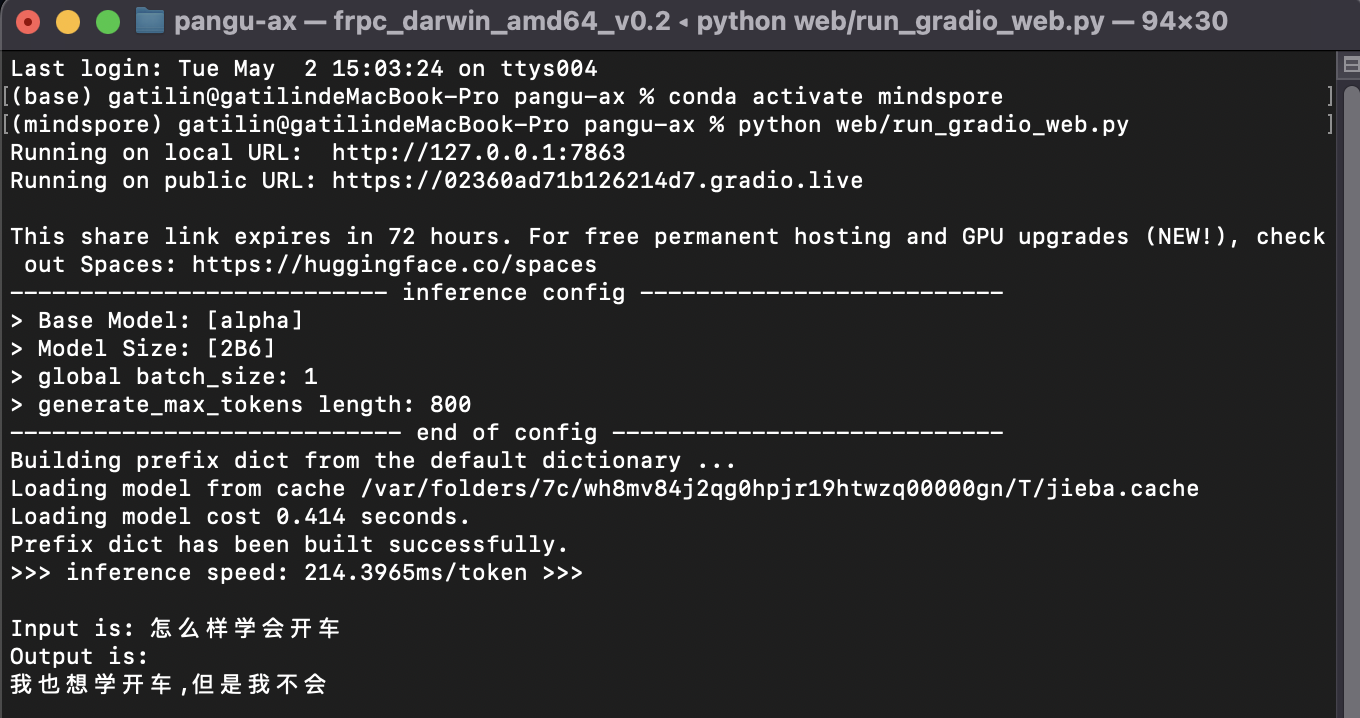 pangu-ax — frpc_darwin_amd64_v0.2 ◂ python web/run_gradio_web.py — 94×30
Last login: Tue May  2 15:03:24 on ttys004
[(base) gatilin@gatilindeMacBook-Pro pangu-ax % conda activate mindspore ]
[(mindspore) gatilin@gatilindeMacBook-Pro pangu-ax % python web/run_gradio_web.py ]
Running on local URL:  http://127.0.0.1:7863
Running on public URL: https://02360ad71b126214d7.gradio.live
This share link expires in 72 hours. For free permanent hosting and GPU upgrades (NEW!), check
out Spaces: https://huggingface.co/spaces
--------------------------- inference config --------------------------
> Base Model: [alpha]
> Model Size: [2B6]
> global batch_size: 1
> generate_max_tokens length: 800
---------------------------- end of config ----------------------------
Building prefix dict from the default dictionary ...
Loading model from cache /var/folders/7c/wh8mv84j2qg0hpjr19htwzq00000gn/T/jieba.cache
Loading model cost 0.414 seconds.
Prefix dict has been built successfully.
>>> inference speed: 214.3965ms/token >>>
Input is: 怎么样学会开车
Output is:
我也想学开车,但是我不会